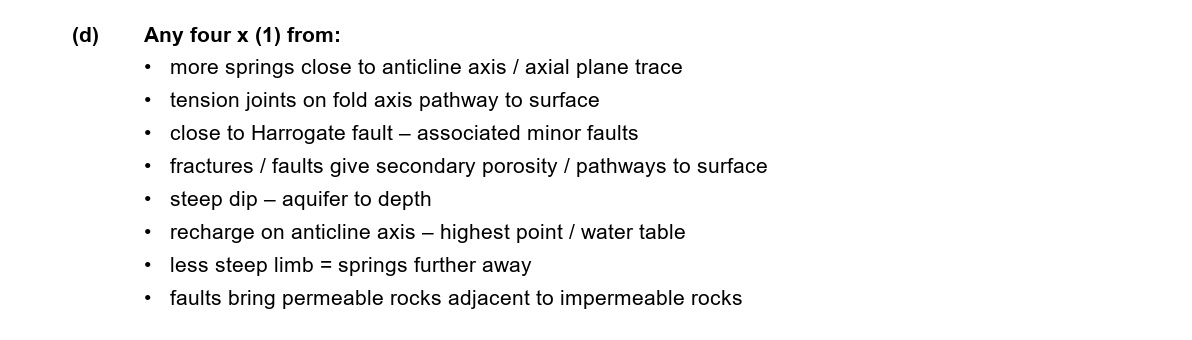 (d) Any four x (1) from:
• more springs close to anticline axis / axial plane trace
• tension joints on fold axis pathway to surface
• close to Harrogate fault – associated minor faults
• fractures / faults give secondary porosity / pathways to surface
• steep dip – aquifer to depth
• recharge on anticline axis – highest point / water table
• less steep limb = springs further away
• faults bring permeable rocks adjacent to impermeable rocks